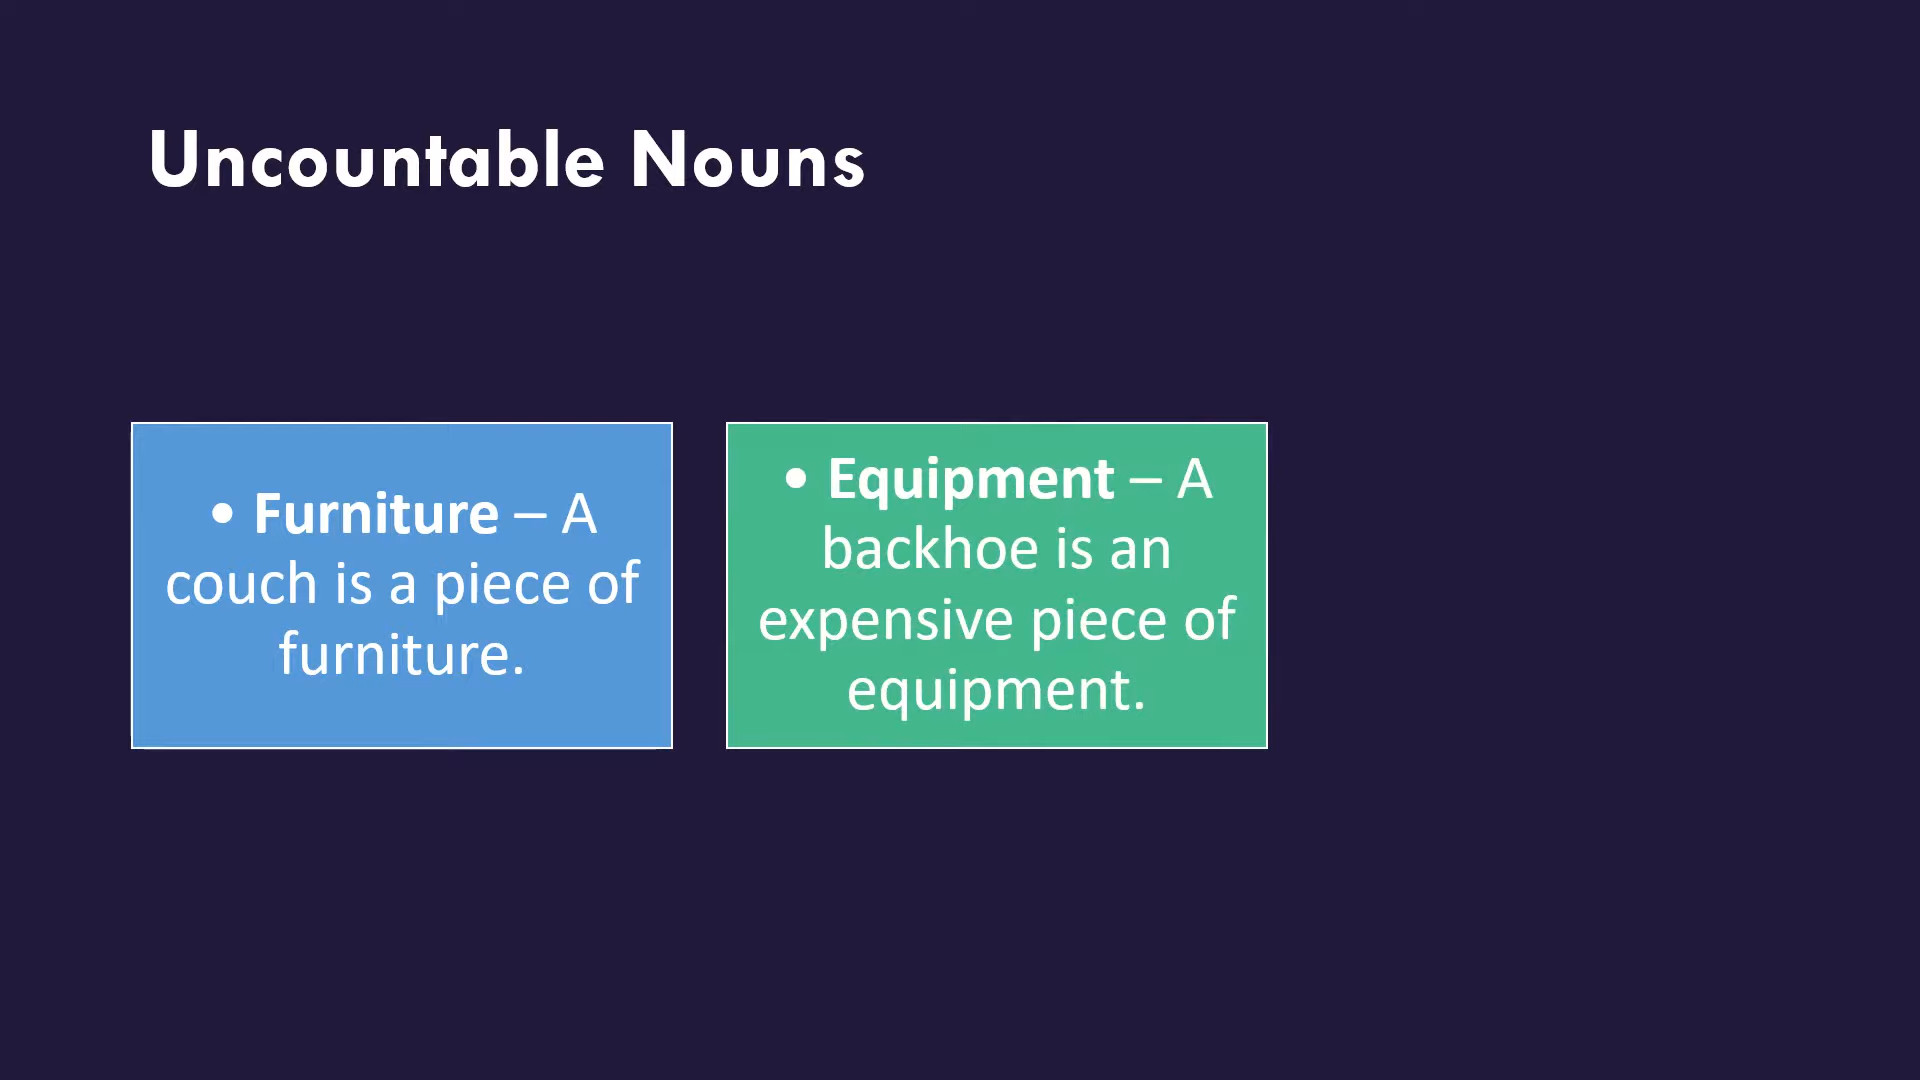 Uncountable Nouns
• Furniture – A
couch is a piece of
furniture.
• Equipment – A
backhoe is an
expensive piece of
equipment.